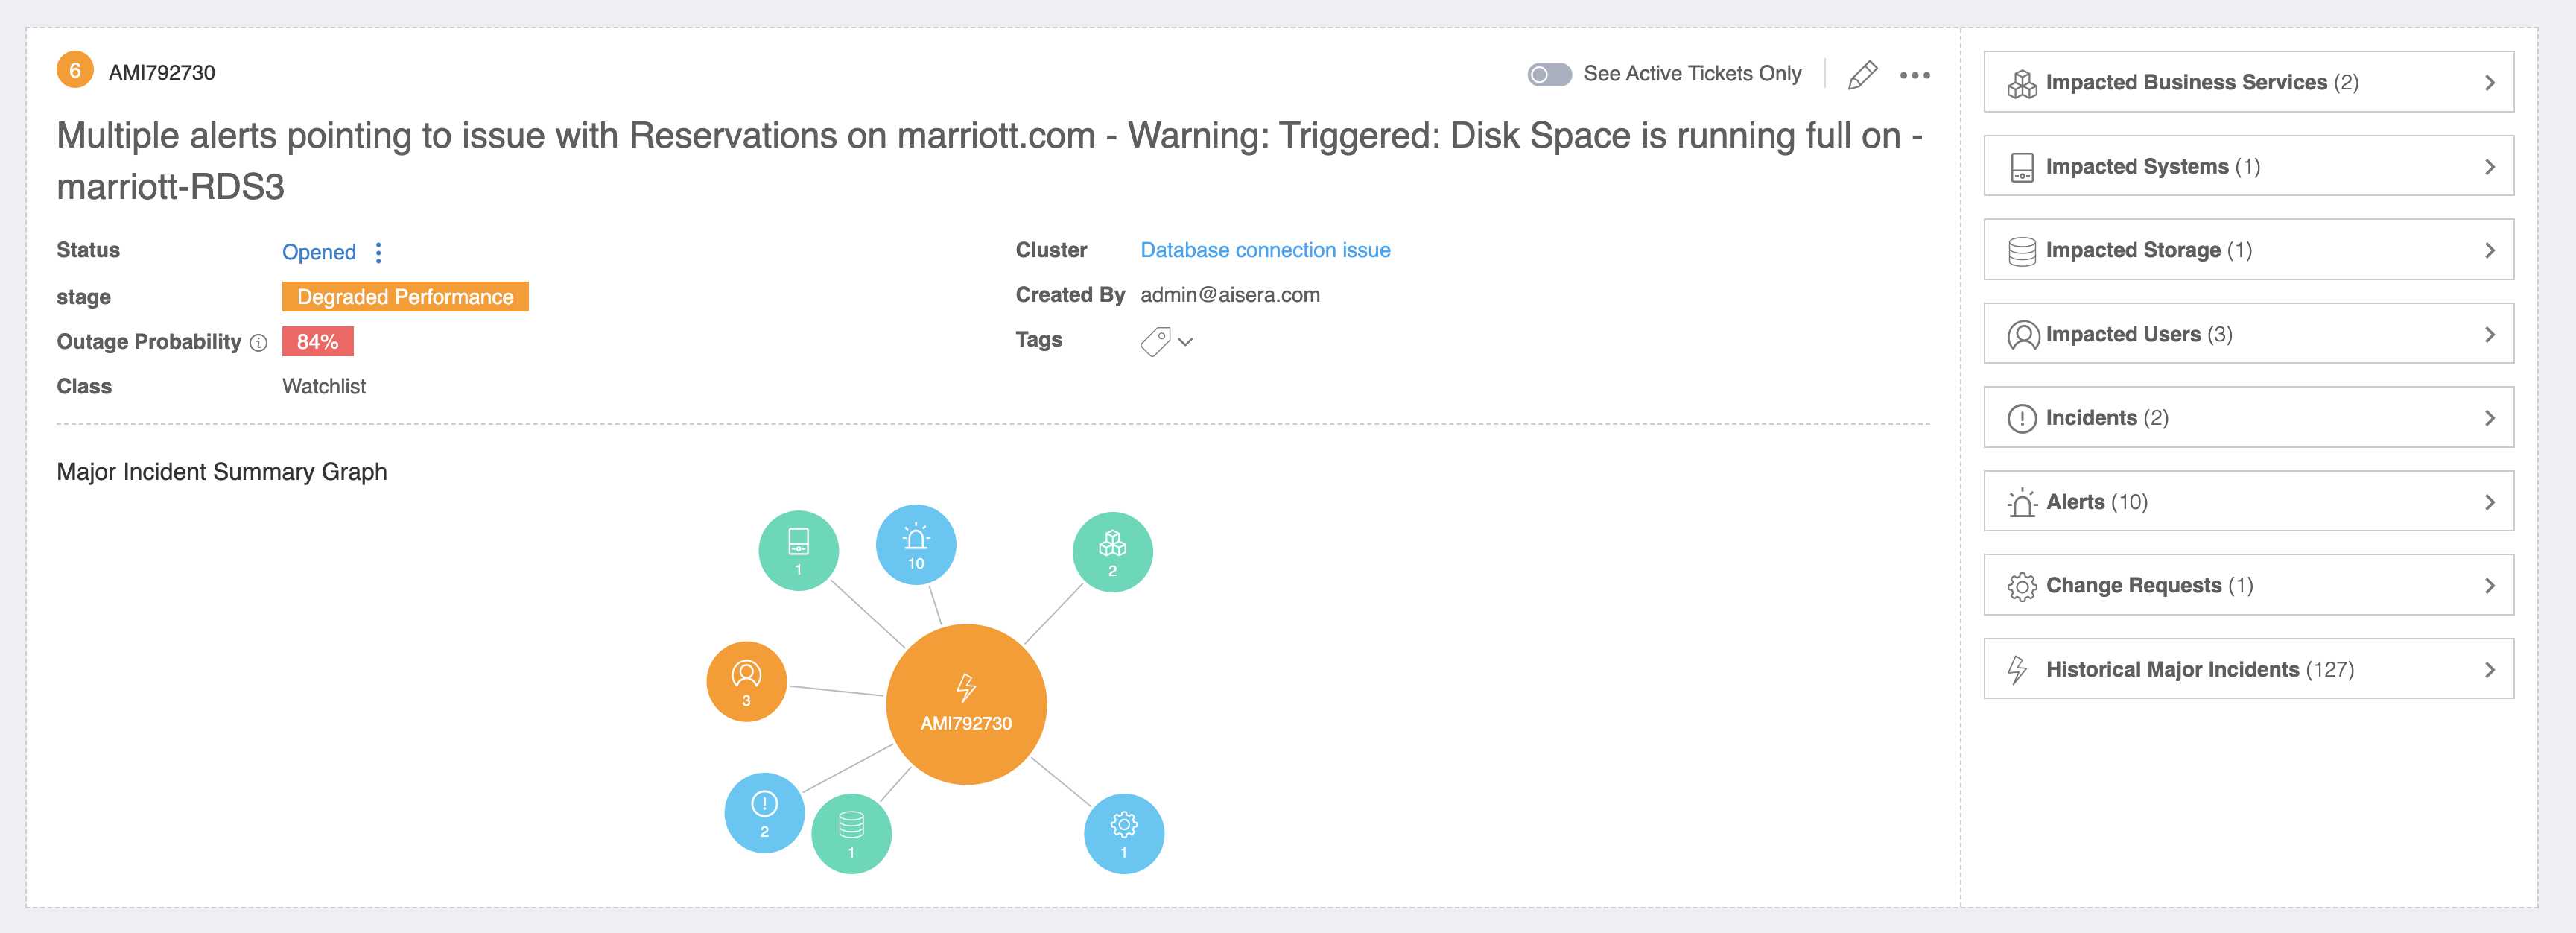 6 AMI792730
See Active Tickets Only
Multiple alerts pointing to issue with Reservations on marriott.com - Warning: Triggered: Disk Space is running full on -
marriott-RDS3
Status Opened
stage Degraded Performance
Outage Probability 84%
Class Watchlist
Cluster Database connection issue
Created By admin@aisera.com
Tags
Major Incident Summary Graph
1
10
2
3
AMI792730
2
1
1
Impacted Business Services (2)
Impacted Systems (1)
Impacted Storage (1)
Impacted Users (3)
Incidents (2)
Alerts (10)
Change Requests (1)
Historical Major Incidents (127)